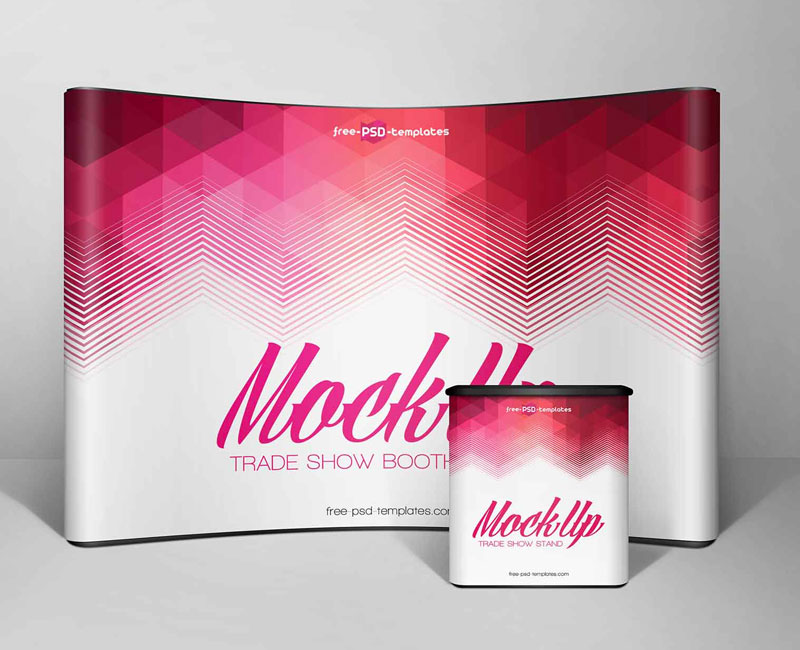 free-PSD-templates
Mock Up
TRADE SHOW BOOTH
free-psd-templates.com
free-PSD-templates
Mock Up
TRADE SHOW STAND
free-psd-templates.com